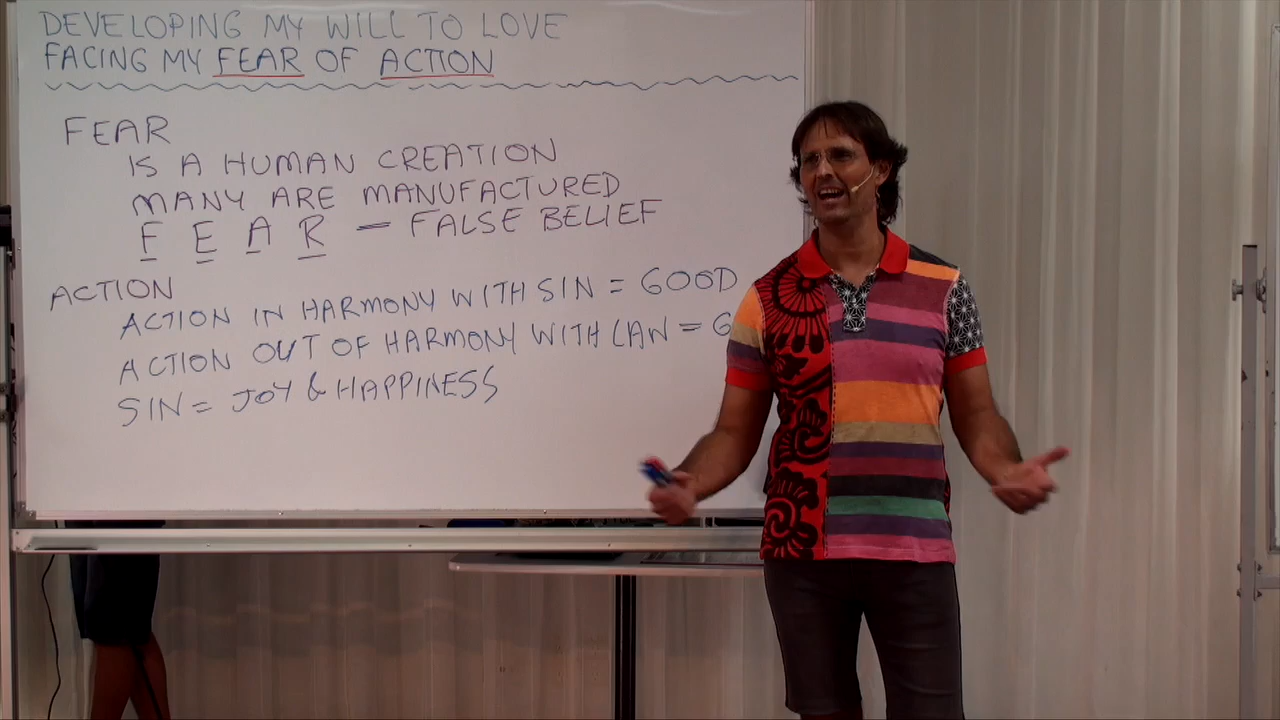 DEVELOPING MY WILL TO LOVE
FACING MY FEAR OF ACTION
FEAR
IS A HUMAN CREATION
MANY ARE MANUFACTURED
F E A R = FALSE BELIEF
ACTION
ACTION IN HARMONY WITH SIN = GOOD
ACTION OUT OF HARMONY WITH LAW = G
SIN = JOY & HAPPINESS